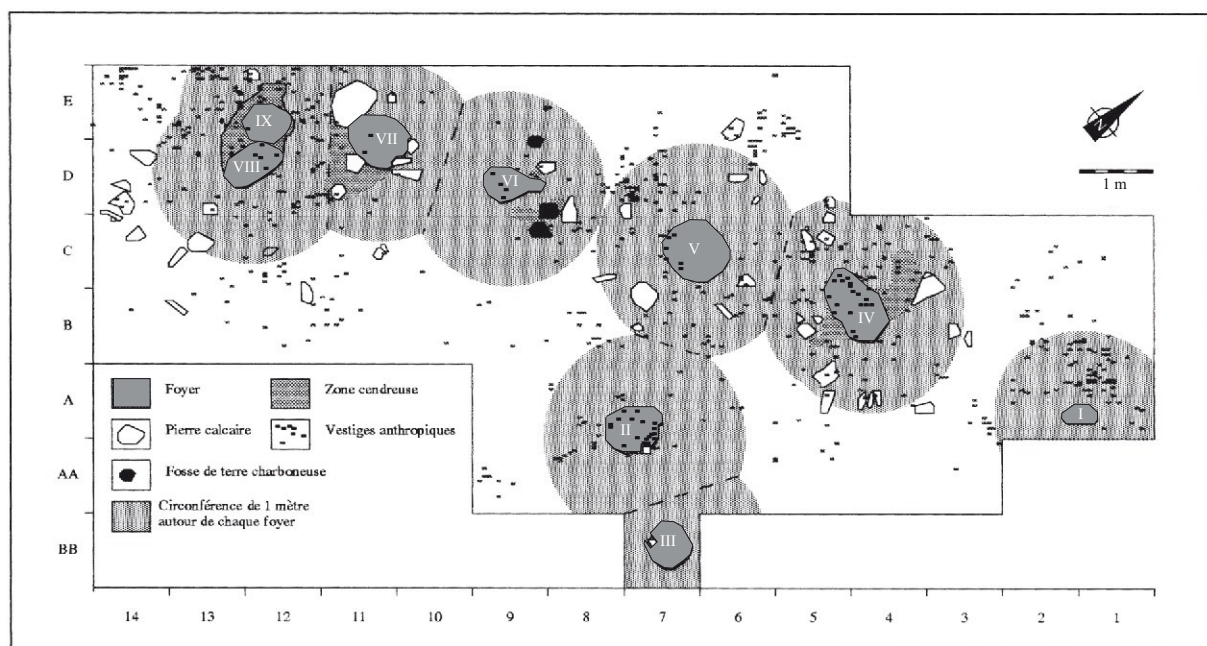 E
D
C
B
A
AA
BB
IX
VIII
VII
VI
V
IV
I
II
III
N
1 m
Foyer
Zone cendreuse
Pierre calcaire
Vestiges anthropiques
Fosse de terre charboneuse
Circonférence de 1 mètre
autour de chaque foyer
14 13 12 11 10 9 8 7 6 5 4 3 2 1